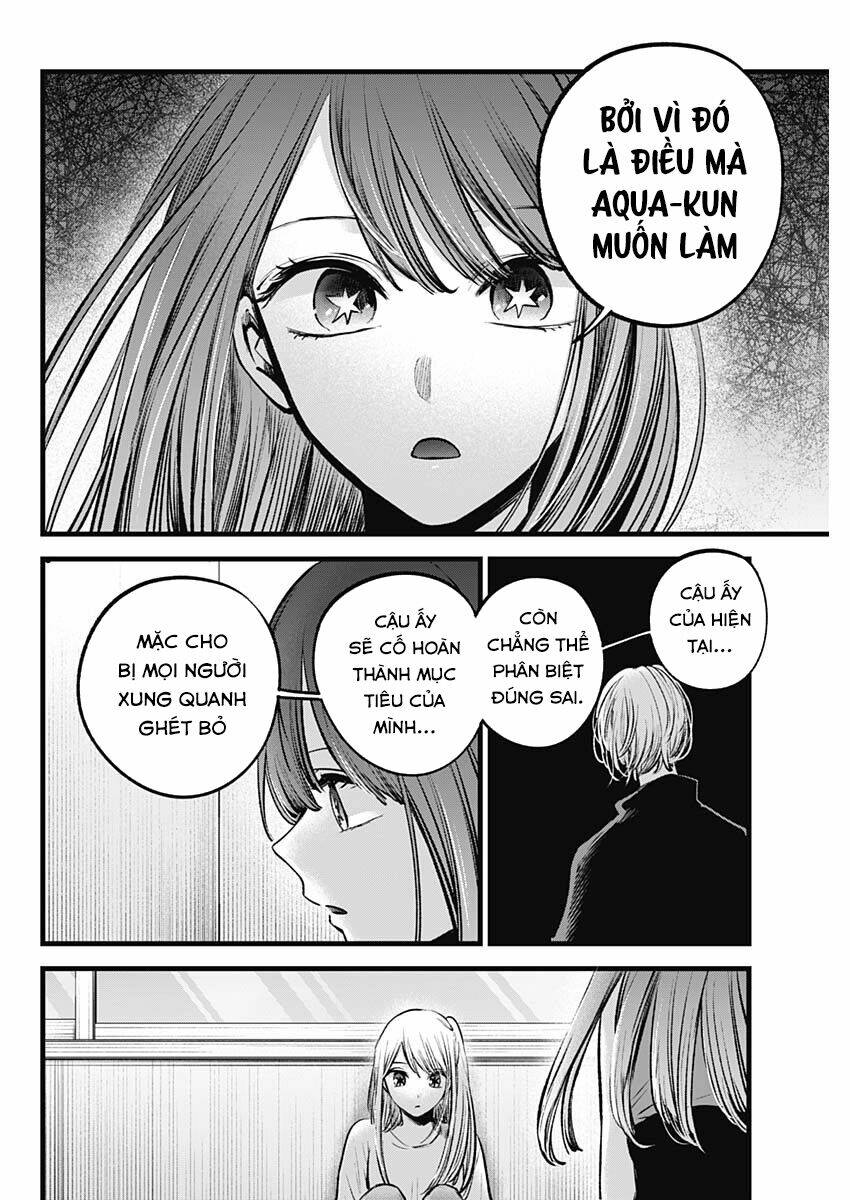 BỞI VÌ ĐÓ
LÀ ĐIỀU MÀ
AQUA-KUN
MUỐN LÀM
CẬU ẤY
CỦA HIỆN
TẠI...
CÒN
CHẲNG THỂ
PHÂN BIỆT
ĐÚNG SAI.
CẬU ẤY
SẼ CỐ HOÀN
THÀNH MỤC
TIÊU CỦA
MÌNH...
MẶC CHO
BỊ MỌI NGƯỜI
XUNG QUANH
GHÉT BỎ